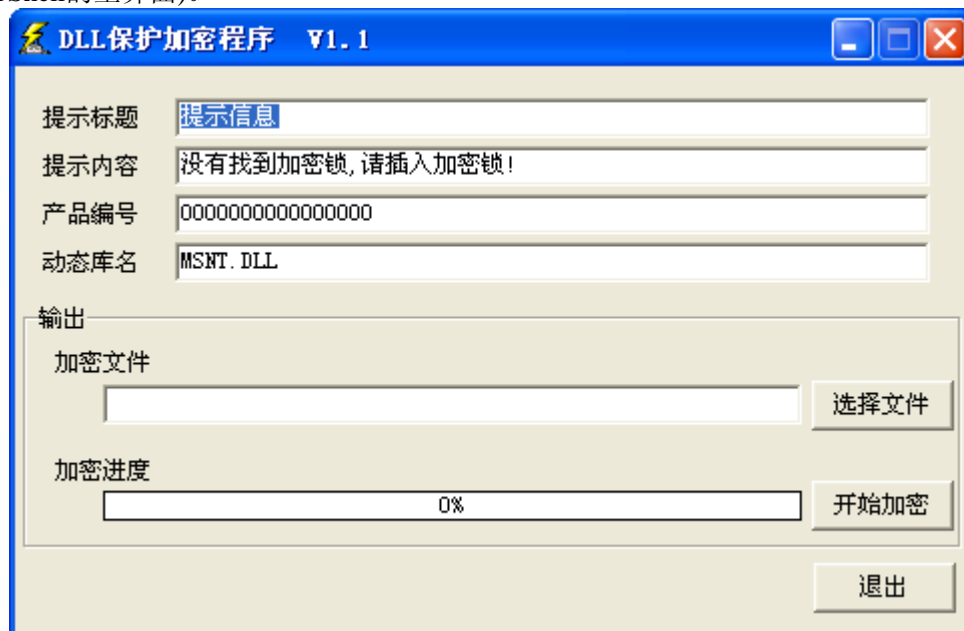 DLL保护加密程序 V1.1
提示标题 提示信息
提示内容 没有找到加密锁,请插入加密锁!
产品编号 0000000000000000
动态库名 MSNT.DLL
输出
加密文件
选择文件
加密进度
0% 开始加密
退出